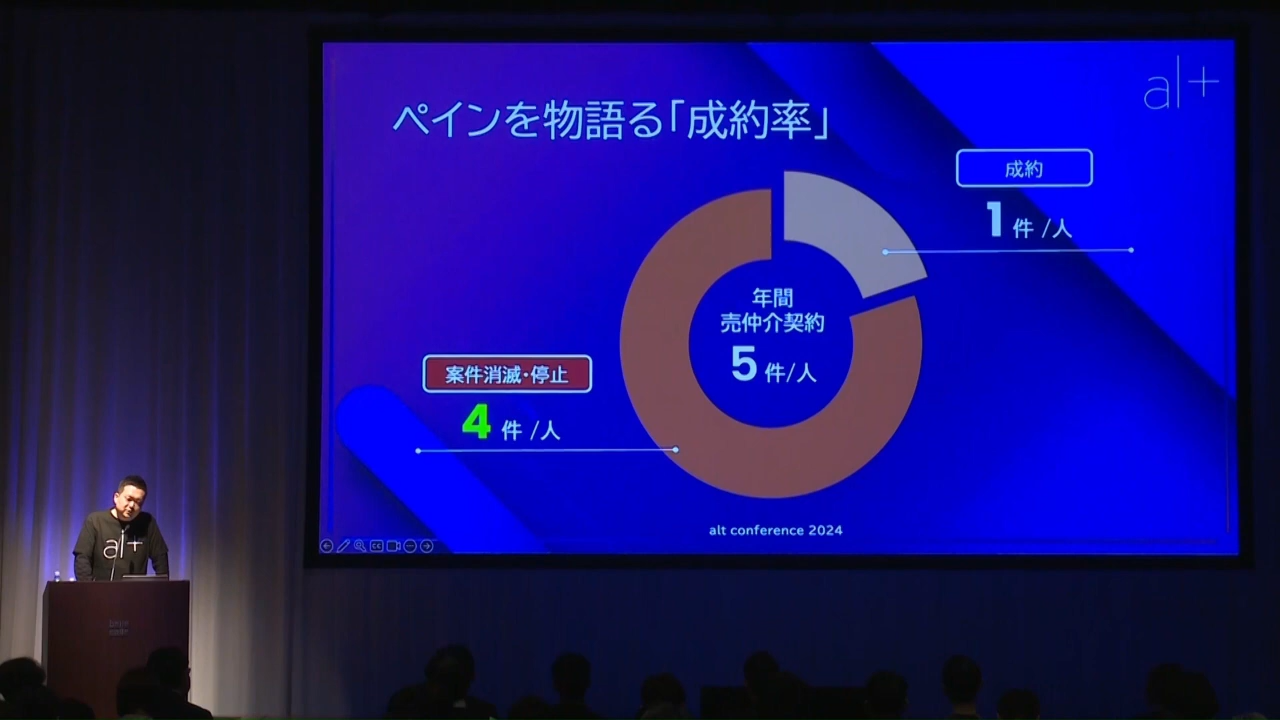 al+
ペインを物語る「成約率」
成約
1 件 /人
年間
売仲介契約
5 件/人
案件消滅・停止
4 件 /人
alt conference 2024
al+